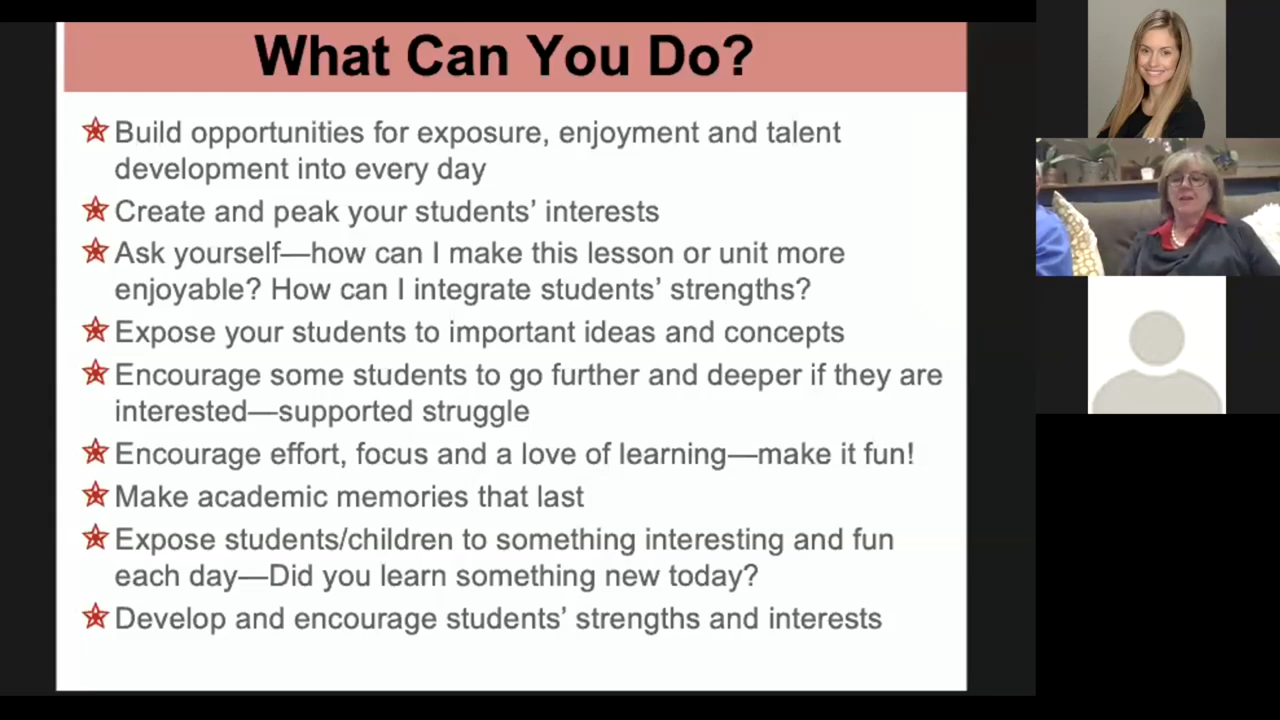 What Can You Do?
Build opportunities for exposure, enjoyment and talent
development into every day
Create and peak your students’ interests
Ask yourself—how can I make this lesson or unit more
enjoyable? How can I integrate students’ strengths?
Expose your students to important ideas and concepts
Encourage some students to go further and deeper if they are
interested—supported struggle
Encourage effort, focus and a love of learning—make it fun!
Make academic memories that last
Expose students/children to something interesting and fun
each day—Did you learn something new today?
Develop and encourage students’ strengths and interests